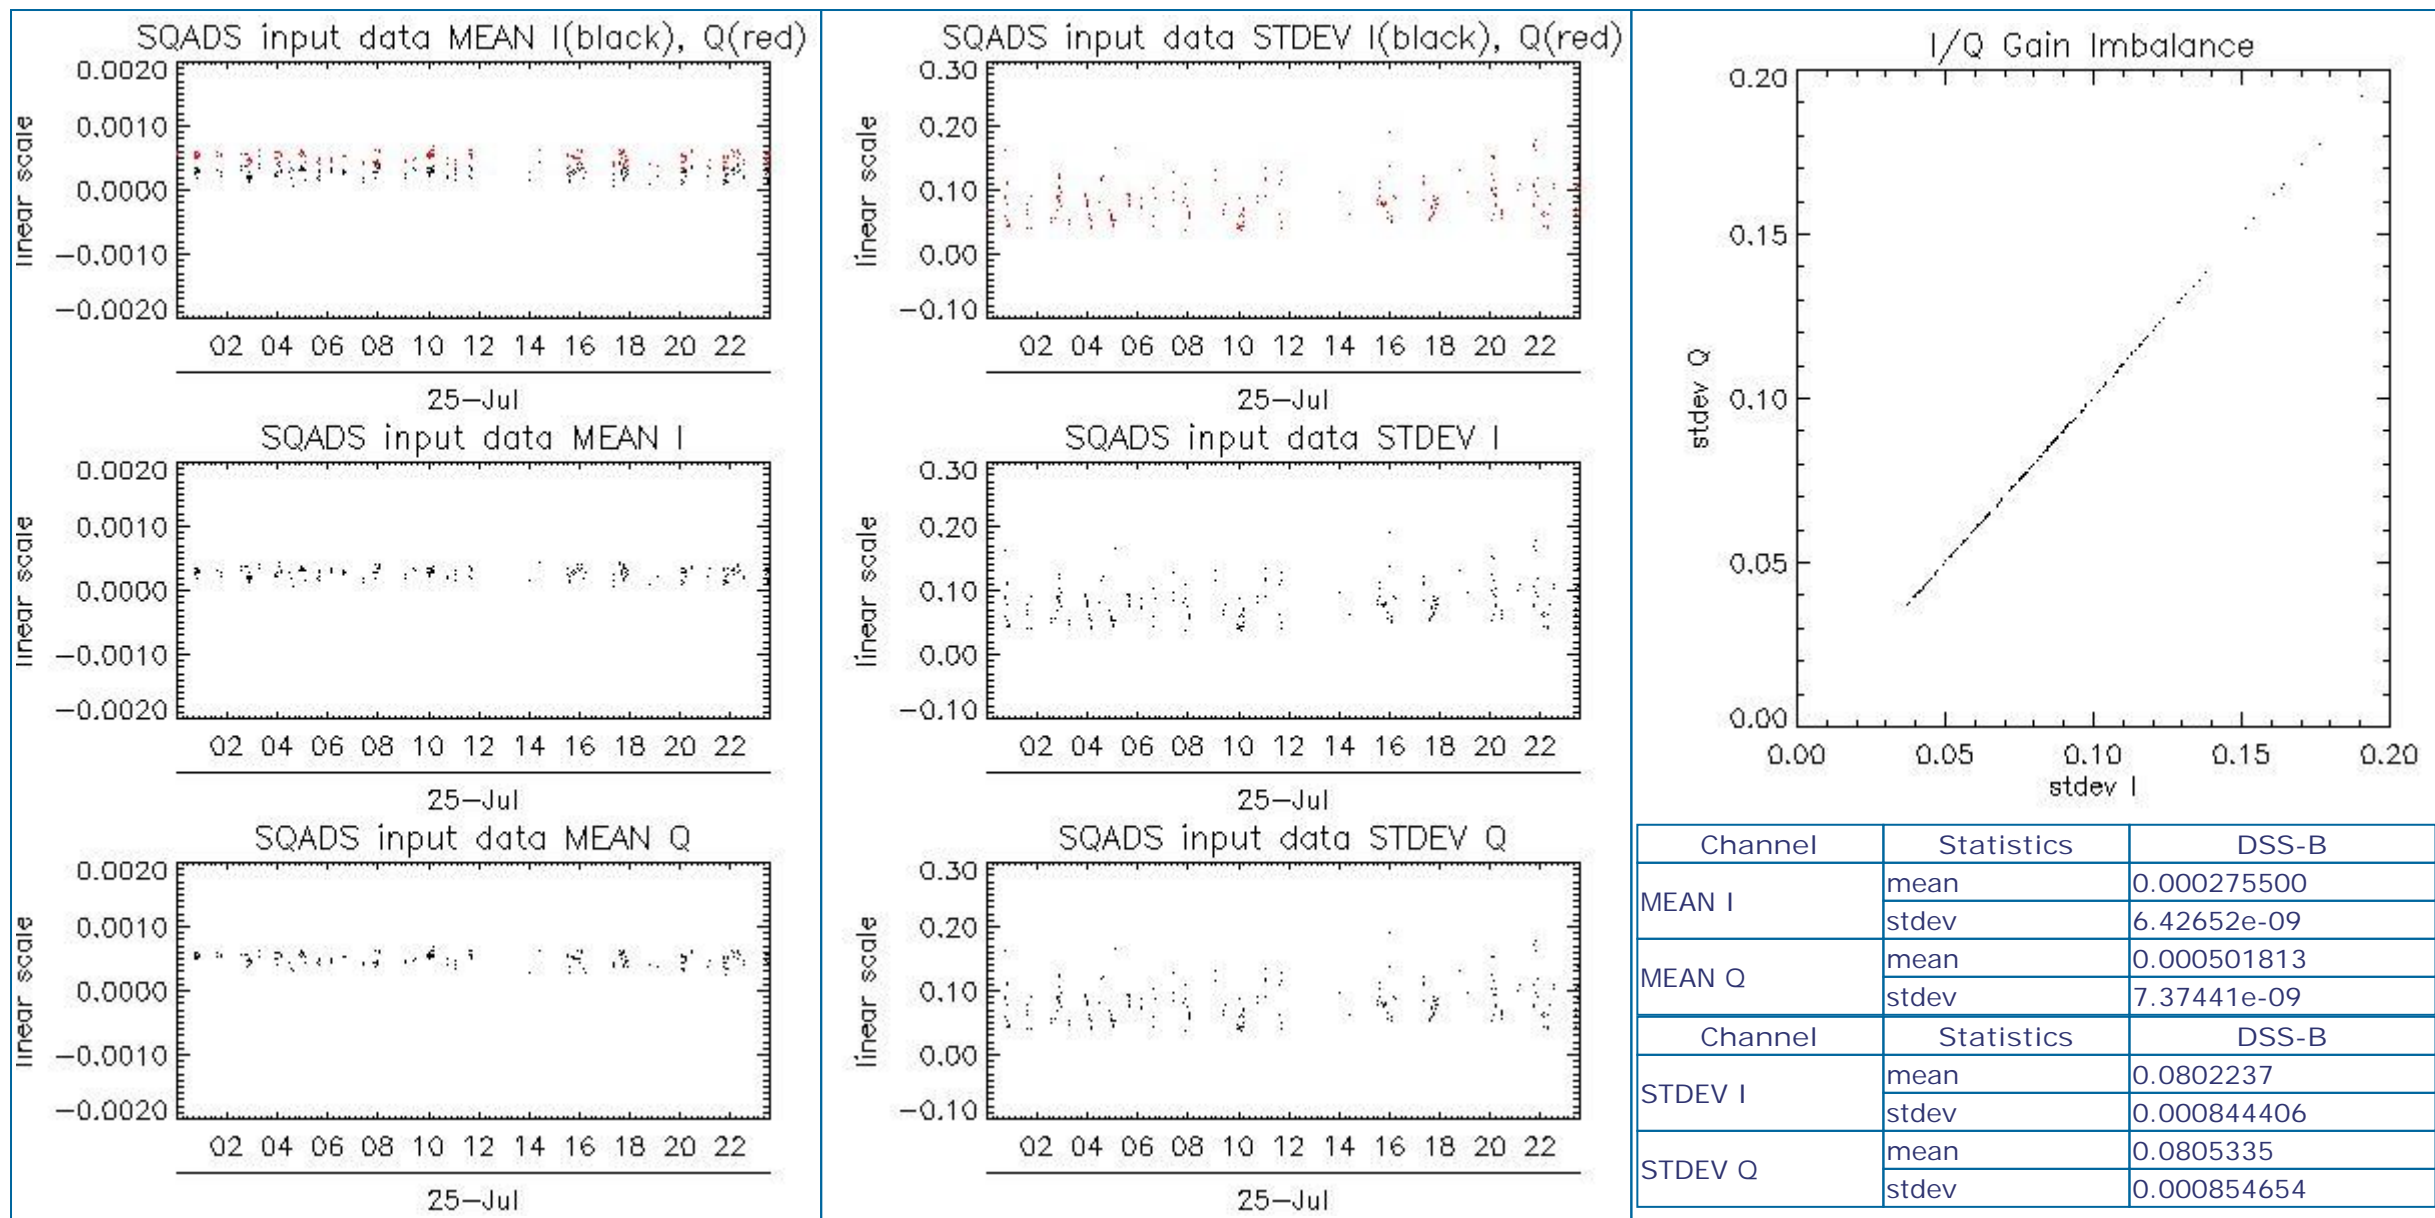 SQADS input data MEAN I(black), Q(red)
linear scale
0.0020
0.0010
0.0000
−0.0010
−0.0020
02 04 06 08 10 12 14 16 18 20 22
25−Jul
SQADS input data MEAN I
linear scale
0.0020
0.0010
0.0000
−0.0010
−0.0020
02 04 06 08 10 12 14 16 18 20 22
25−Jul
SQADS input data MEAN Q
linear scale
0.0020
0.0010
0.0000
−0.0010
−0.0020
02 04 06 08 10 12 14 16 18 20 22
25−Jul
SQADS input data STDEV I(black), Q(red)
linear scale
0.30
0.20
0.10
0.00
−0.10
02 04 06 08 10 12 14 16 18 20 22
25−Jul
SQADS input data STDEV I
linear scale
0.30
0.20
0.10
0.00
−0.10
02 04 06 08 10 12 14 16 18 20 22
25−Jul
SQADS input data STDEV Q
linear scale
0.30
0.20
0.10
0.00
−0.10
02 04 06 08 10 12 14 16 18 20 22
25−Jul
I/Q Gain Imbalance
stdev Q
0.20
0.15
0.10
0.05
0.00
0.00 0.05 0.10 0.15 0.20
stdev I
Channel Statistics DSS-B
MEAN I mean 0.000275500
stdev 6.42652e-09
MEAN Q mean 0.000501813
stdev 7.37441e-09
Channel Statistics DSS-B
STDEV I mean 0.0802237
stdev 0.000844406
STDEV Q mean 0.0805335
stdev 0.000854654